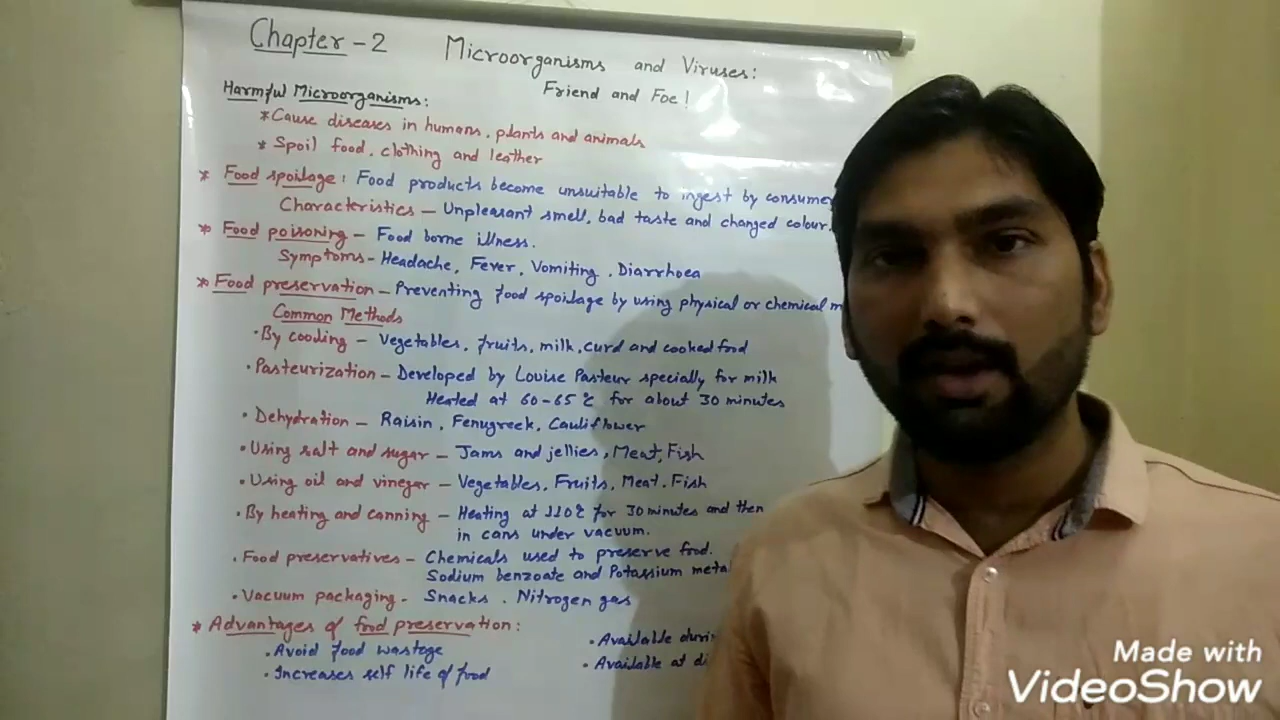 Chapter - 2 Microorganisms and Viruses:
Friend and Foe!
Harmful Microorganisms:
* Cause diseases in humans, plants and animals
* Spoil food, clothing and leather
* Food spoilage: Food products become unsuitable to ingest by consumer
Characteristics - Unpleasant smell, bad taste and changed colour.
* Food poisoning - Food borne illness.
Symptoms - Headache, Fever, Vomiting, Diarrhoea
* Food preservation - Preventing food spoilage by using physical or chemical m
Common Methods
• By cooling - Vegetables, fruits, milk, curd and cooked food
• Pasteurization - Developed by Louise Pasteur specially for milk
Heated at 60-65℃ for about 30 minutes
• Dehydration - Raisin, Fenugreek, Cauliflower
• Using salt and sugar - Jams and jellies, Meat, Fish
• Using oil and vinegar - Vegetables, Fruits, Meat, Fish
• By heating and canning - Heating at 110℃ for 30 minutes and then
in cans under vacuum.
• Food preservatives - Chemicals used to preserve food.
Sodium benzoate and Potassium meta
• Vacuum packaging - Snacks, Nitrogen gas
* Advantages of food preservation:
• Avoid food wastage
• Increases self life of food
• Available duri
• Available at di
Made with
VideoShow